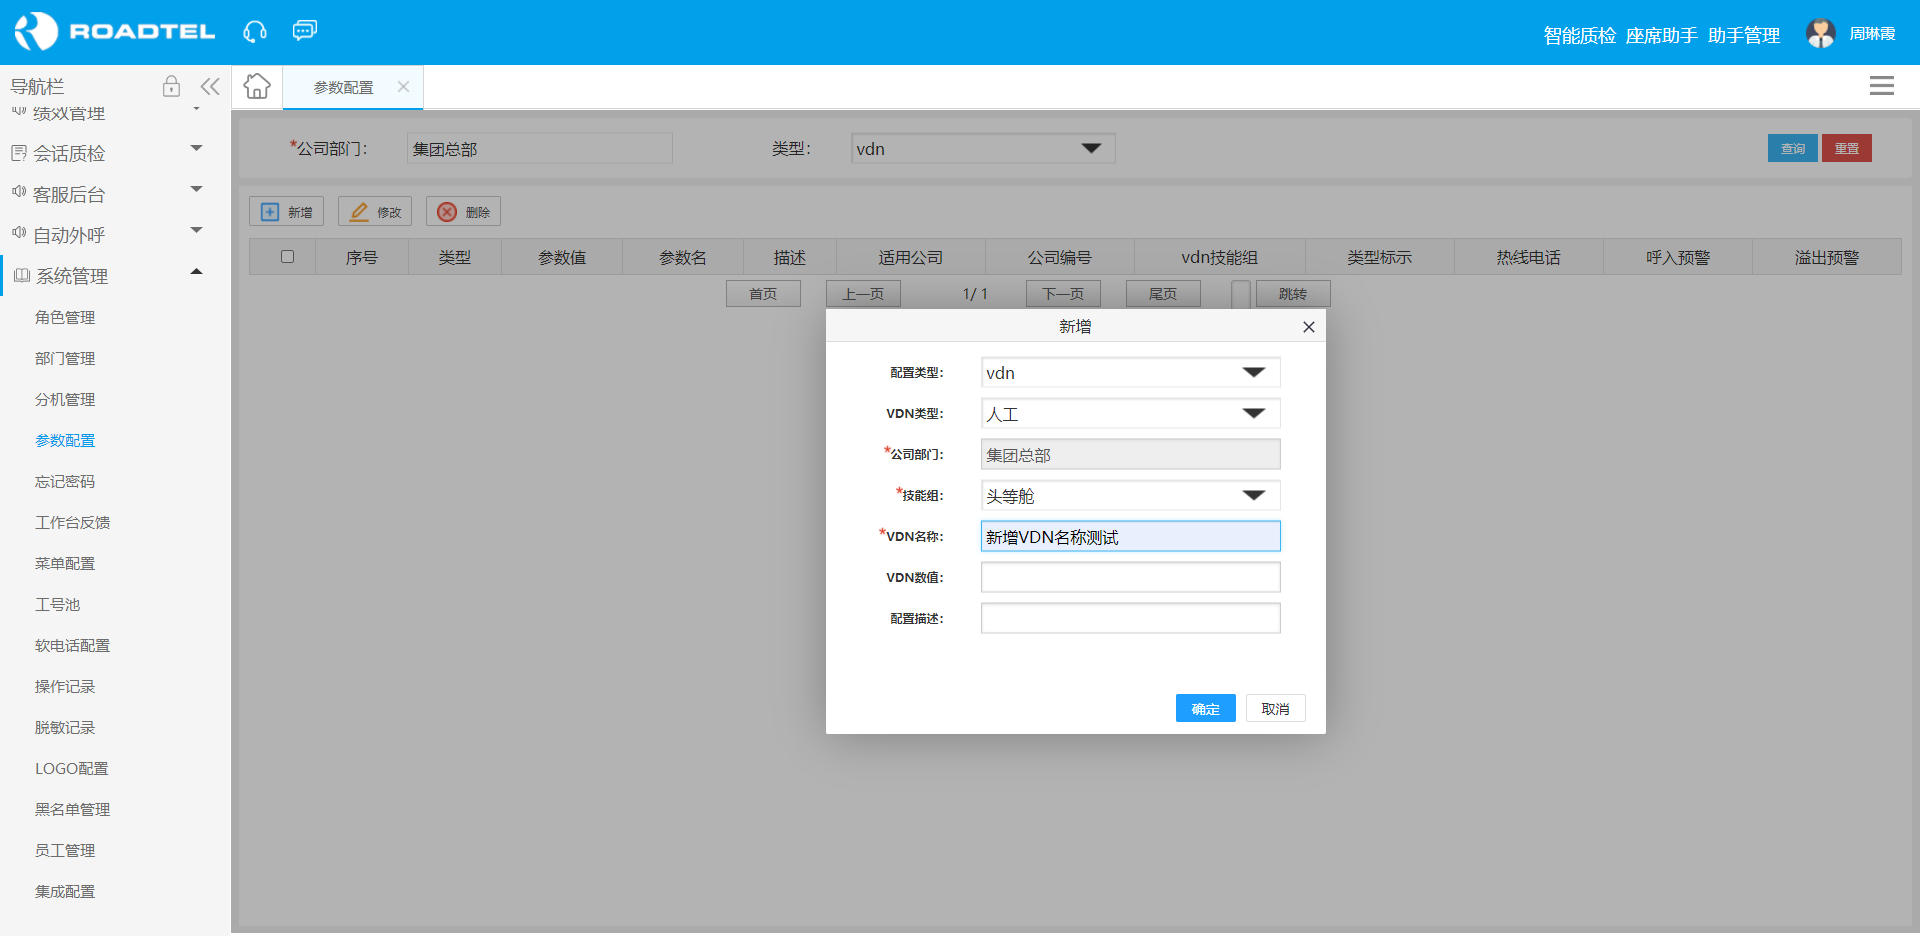 ROADTEL
智能质检 座席助手 助手管理 周琳霞
导航栏
参数配置
绩效管理
会话质检
客服后台
自动外呼
系统管理
角色管理
部门管理
分机管理
参数配置
忘记密码
工作台反馈
菜单配置
工号池
软电话配置
操作记录
脱敏记录
LOGO配置
黑名单管理
员工管理
集成配置
*公司部门: 集团总部 类型: vdn 查询 重置
新增 修改 删除
序号 类型 参数值 参数名 描述 适用公司 公司编号 vdn技能组 类型标示 热线电话 呼入预警 溢出预警
首页 上一页 1/ 1 下一页 尾页 跳转
新增
配置类型: vdn
VDN类型: 人工
*公司部门: 集团总部
*技能组: 头等舱
*VDN名称: 新增VDN名称测试
VDN数值:
配置描述:
确定 取消